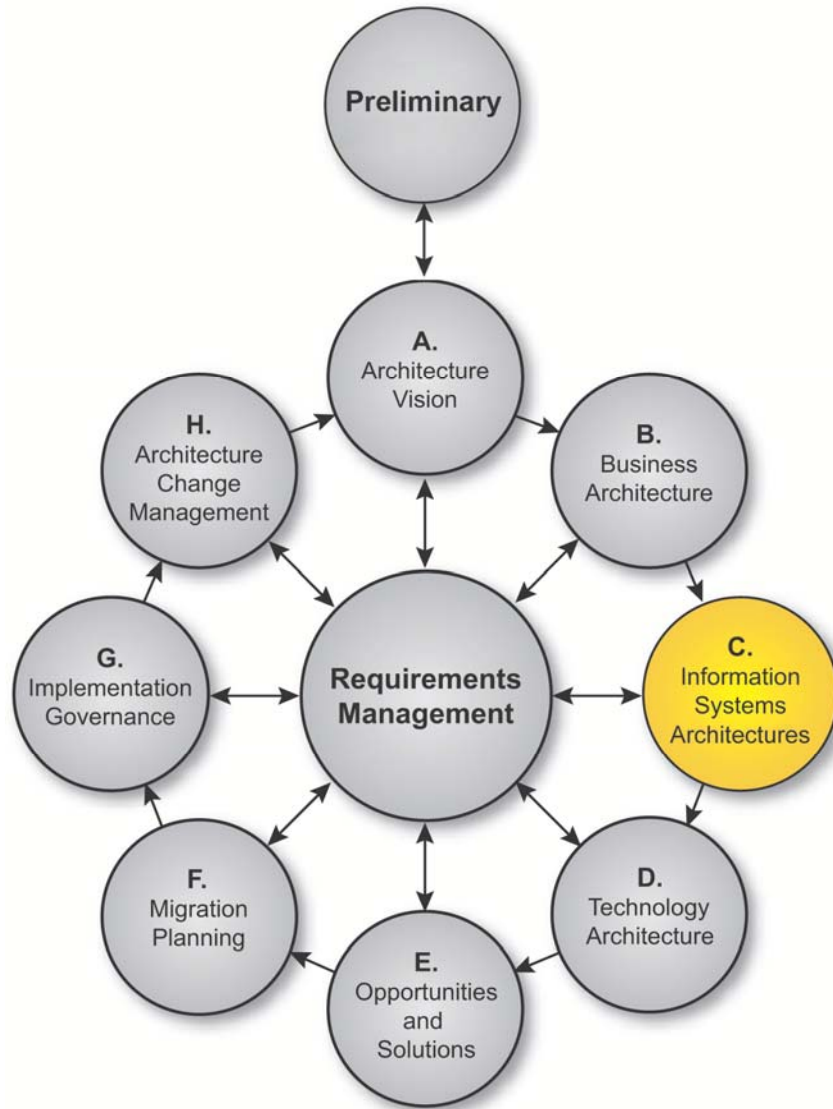 Preliminary
A.
Architecture
Vision
B.
Business
Architecture
C.
Information
Systems
Architectures
D.
Technology
Architecture
E.
Opportunities
and
Solutions
F.
Migration
Planning
G.
Implementation
Governance
H.
Architecture
Change
Management
Requirements
Management